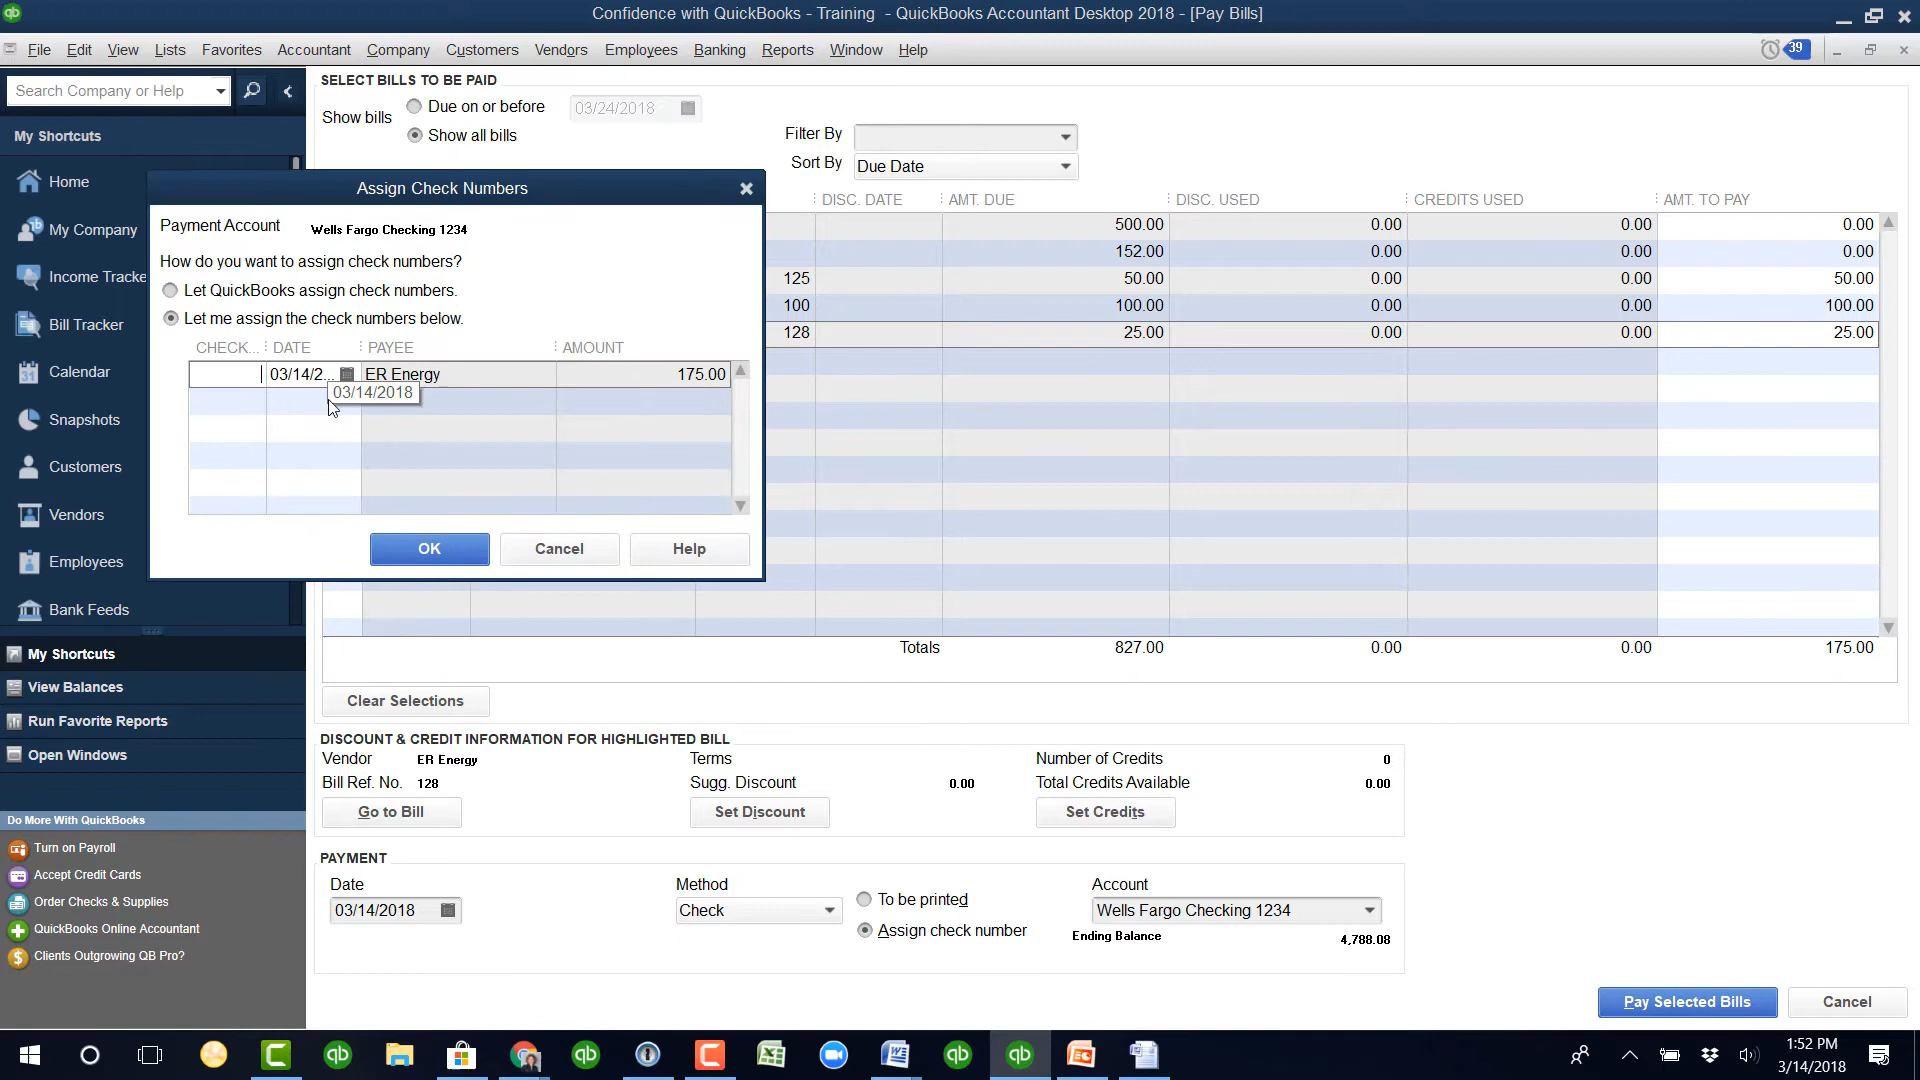 Confidence with QuickBooks - Training - QuickBooks Accountant Desktop 2018 - [Pay Bills]
File Edit View Lists Favorites Accountant Company Customers Vendors Employees Banking Reports Window Help 39
Search Company or Help
My Shortcuts
Home
My Company
Income Tracke
Bill Tracker
Calendar
Snapshots
Customers
Vendors
Employees
Bank Feeds
My Shortcuts
View Balances
Run Favorite Reports
Open Windows
Do More With QuickBooks
Turn on Payroll
Accept Credit Cards
Order Checks & Supplies
QuickBooks Online Accountant
Clients Outgrowing QB Pro?
SELECT BILLS TO BE PAID
Show bills Due on or before 03/24/2018
Show all bills
Filter By
Sort By Due Date
DISC. DATE AMT. DUE DISC. USED CREDITS USED AMT. TO PAY
500.00 0.00 0.00 0.00
152.00 0.00 0.00 0.00
125 50.00 0.00 0.00 50.00
100 100.00 0.00 0.00 100.00
128 25.00 0.00 0.00 25.00
Totals 827.00 0.00 0.00 175.00
Assign Check Numbers
Payment Account Wells Fargo Checking 1234
How do you want to assign check numbers?
Let QuickBooks assign check numbers.
Let me assign the check numbers below.
CHECK... DATE PAYEE AMOUNT
03/14/2... ER Energy 175.00
03/14/2018
OK Cancel Help
Clear Selections
DISCOUNT & CREDIT INFORMATION FOR HIGHLIGHTED BILL
Vendor ER Energy Terms Number of Credits 0
Bill Ref. No. 128 Sugg. Discount 0.00 Total Credits Available 0.00
Go to Bill Set Discount Set Credits
PAYMENT
Date Method Account
03/14/2018 Check To be printed Wells Fargo Checking 1234
Assign check number Ending Balance 4,788.08
Pay Selected Bills Cancel
1:52 PM
3/14/2018